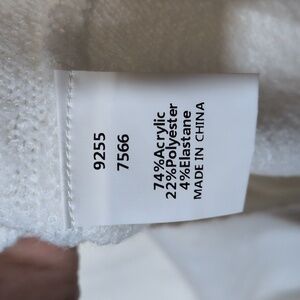 9255
7566
74%Acrylic
22%Polyester
4%Elastane
MADE IN CHINA